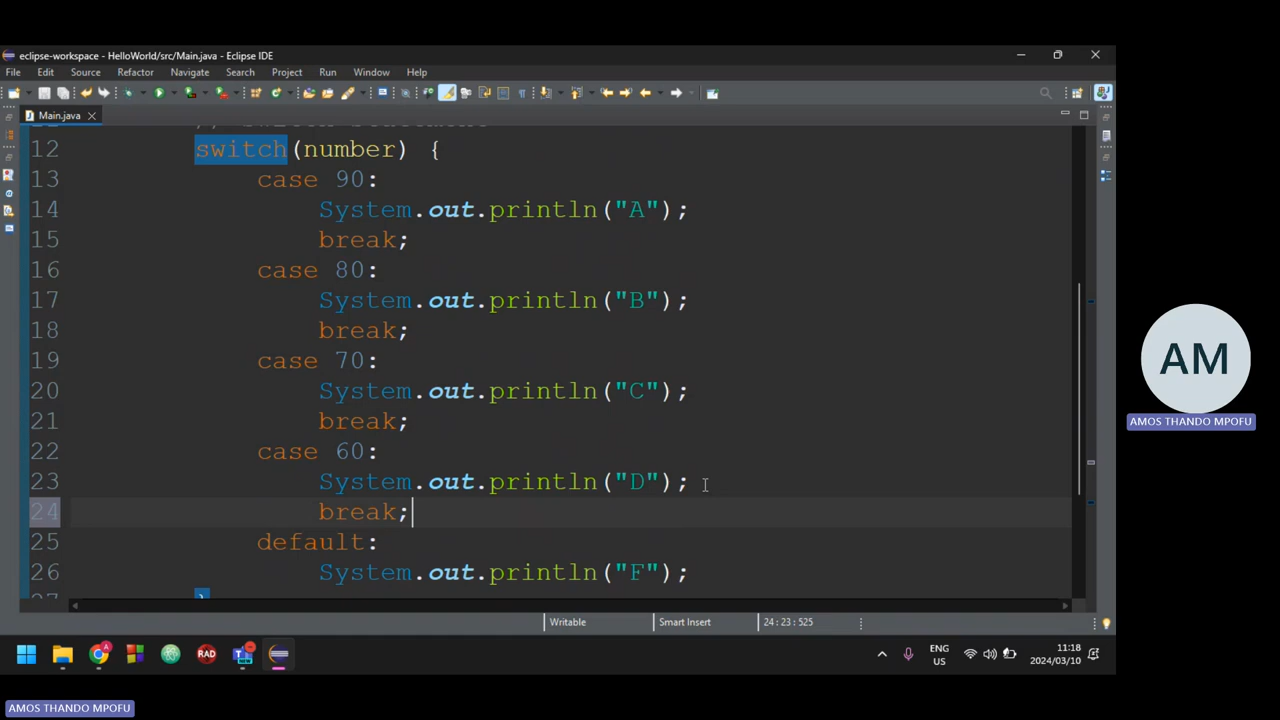 eclipse-workspace - HelloWorld/src/Main.java - Eclipse IDE
File Edit Source Refactor Navigate Search Project Run Window Help
Main.java
12 switch(number) {
13 case 90:
14 System.out.println("A");
15 break;
16 case 80:
17 System.out.println("B");
18 break;
19 case 70:
20 System.out.println("C");
21 break;
22 case 60:
23 System.out.println("D");
24 break;
25 default:
26 System.out.println("F");
Writable Smart Insert 24 : 23 : 525
AM
AMOS THANDO MPOFU
RAD
ENG
US
11:18
2024/03/10
AMOS THANDO MPOFU